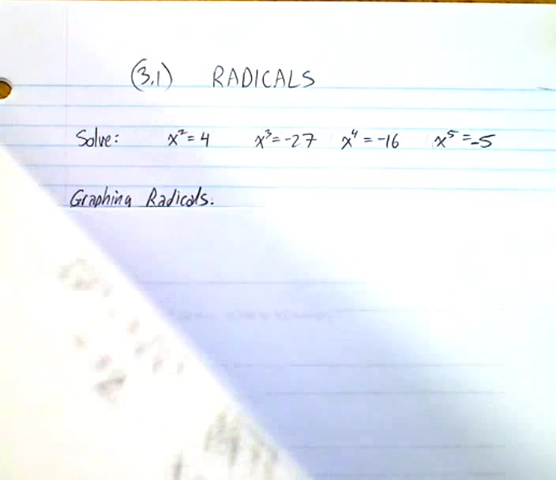 (3.1) RADICALS
Solve: x² = 4 x³ = -27 x⁴ = -16 x⁵ = -5
Graphing Radicals.